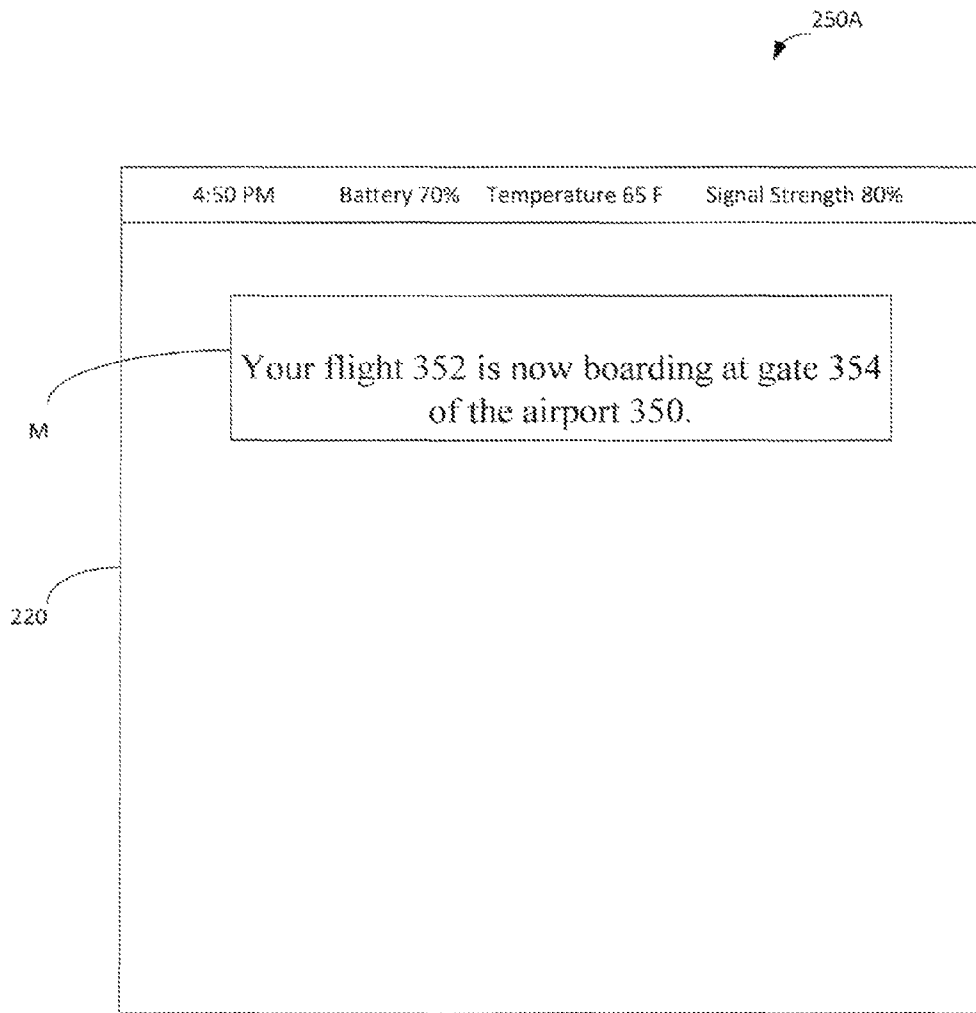 250A
4:50 PM Battery 70% Temperature 65 F Signal Strength 80%
Your flight 352 is now boarding at gate 354
of the airport 350.
M
220